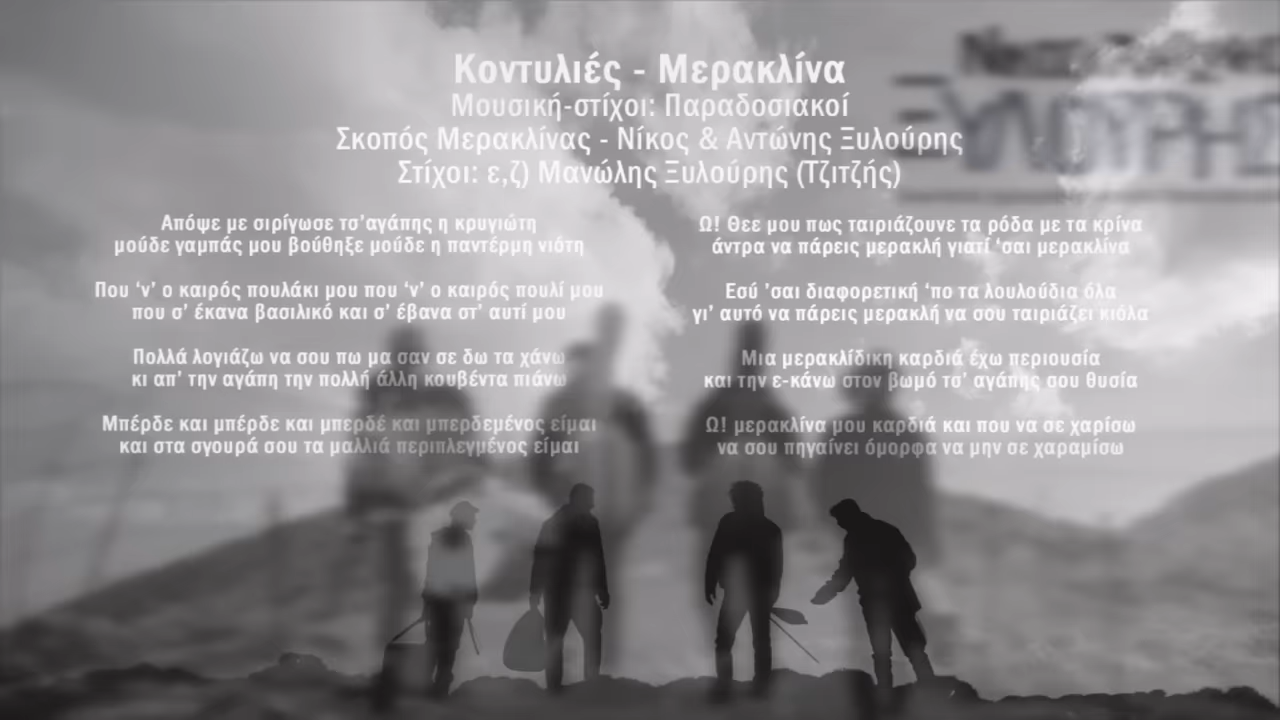 Κοντυλιές - Μερακλίνα
Μουσική-στίχοι: Παραδοσιακοί
Σκοπός Μερακλίνας - Νίκος & Αντώνης Ξυλούρης
Στίχοι: ε,ζ) Μανώλης Ξυλούρης (Τζιτζής)
Απόψε με σιρίγωσε τσ’αγάπης η κρυγιώτη
μούδε γαμπάς μου βούθηξε μούδε η παντέρμη νιότη
Που ‘ν’ ο καιρός πουλάκι μου που ‘ν’ ο καιρός πουλί μου
που σ’ έκανα βασιλικό και σ’ έβανα στ’ αυτί μου
Πολλά λογιάζω να σου πω μα σαν σε δω τα χάνω
κι απ’ την αγάπη την πολλή άλλη κουβέντα πιάνω
Μπέρδε και μπέρδε και μπερδέ και μπερδεμένος είμαι
και στα σγουρά σου τα μαλλιά περιπλεγμένος είμαι
Ω! Θεε μου πως ταιριάζουνε τα ρόδα με τα κρίνα
άντρα να πάρεις μερακλή γιατί ‘σαι μερακλίνα
Εσύ ’σαι διαφορετική ‘πο τα λουλούδια όλα
γι’ αυτό να πάρεις μερακλή να σου ταιριάζει κιόλα
Μια μερακλίδικη καρδιά έχω περιουσία
και την ε-κάνω στον βωμό τσ’ αγάπης σου θυσία
Ω! μερακλίνα μου καρδιά και που να σε χαρίσω
να σου πηγαίνει όμορφα να μην σε χαραμίσω
ΞΥΛΟΥΡΗΣ